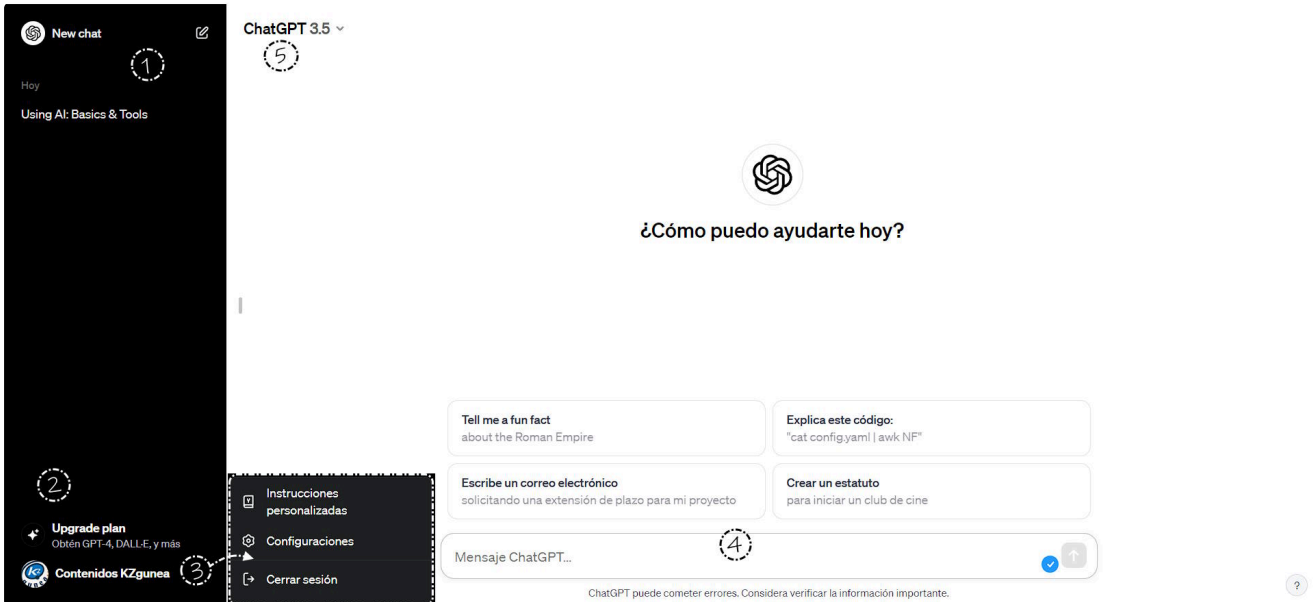 New chat
1
Hoy
Using AI: Basics & Tools
2
Upgrade plan
Obtén GPT-4, DALL·E, y más
Contenidos KZgunea
3
Instrucciones
personalizadas
Configuraciones
Cerrar sesión
ChatGPT 3.5
5
¿Cómo puedo ayudarte hoy?
Tell me a fun fact
about the Roman Empire
Explica este código:
"cat config.yaml | awk NF"
Escribe un correo electrónico
solicitando una extensión de plazo para mi proyecto
Crear un estatuto
para iniciar un club de cine
4
Mensaje ChatGPT...
ChatGPT puede cometer errores. Considera verificar la información importante.
?